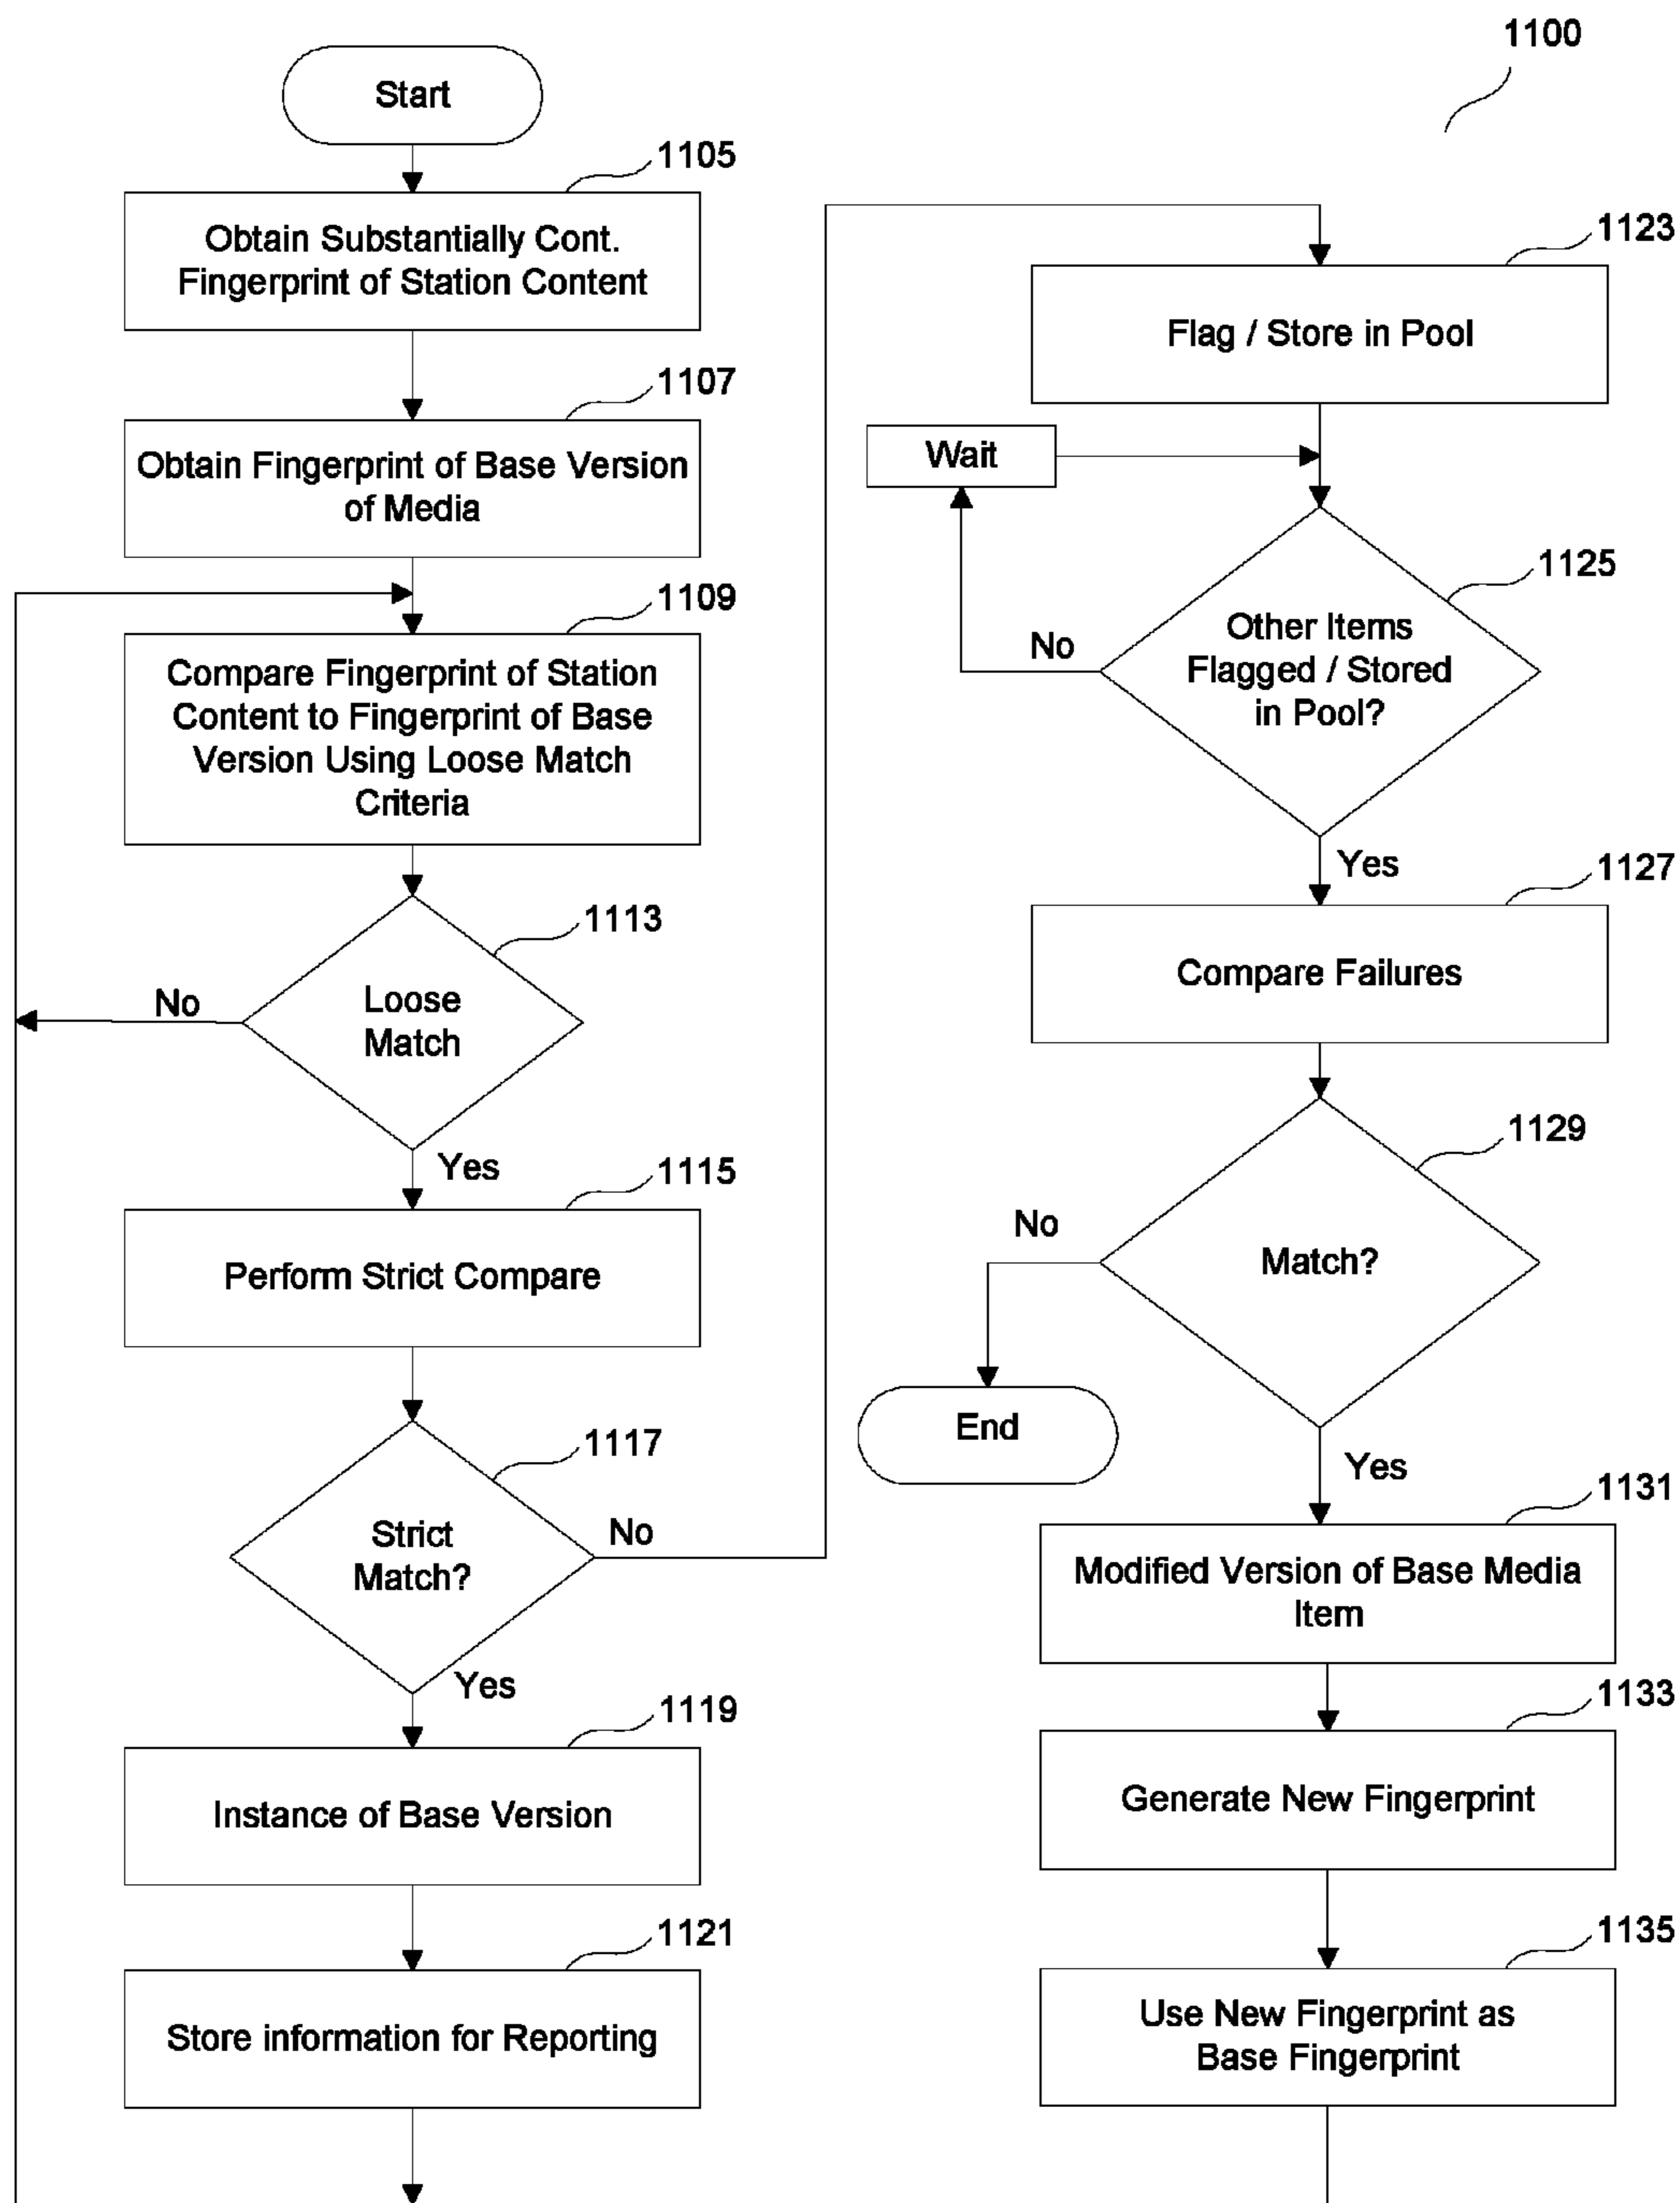 1100
Start
1105
Obtain Substantially Cont.
Fingerprint of Station Content
1107
Obtain Fingerprint of Base Version
of Media
1109
Compare Fingerprint of Station
Content to Fingerprint of Base
Version Using Loose Match
Criteria
1113
Loose
Match
No
Yes
1115
Perform Strict Compare
1117
Strict
Match?
No
Yes
1119
Instance of Base Version
1121
Store information for Reporting
1123
Flag / Store in Pool
Wait
1125
Other Items
Flagged / Stored
in Pool?
No
Yes
1127
Compare Failures
1129
Match?
No
End
Yes
1131
Modified Version of Base Media
Item
1133
Generate New Fingerprint
1135
Use New Fingerprint as
Base Fingerprint